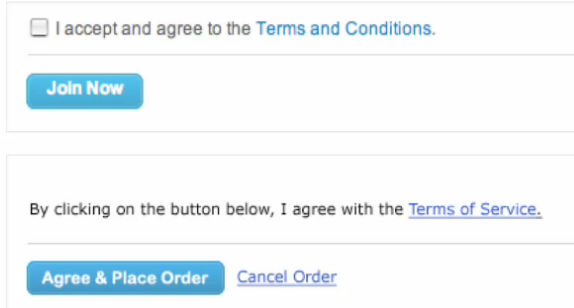 I accept and agree to the Terms and Conditions.
Join Now
By clicking on the button below, I agree with the Terms of Service.
Agree & Place Order Cancel Order